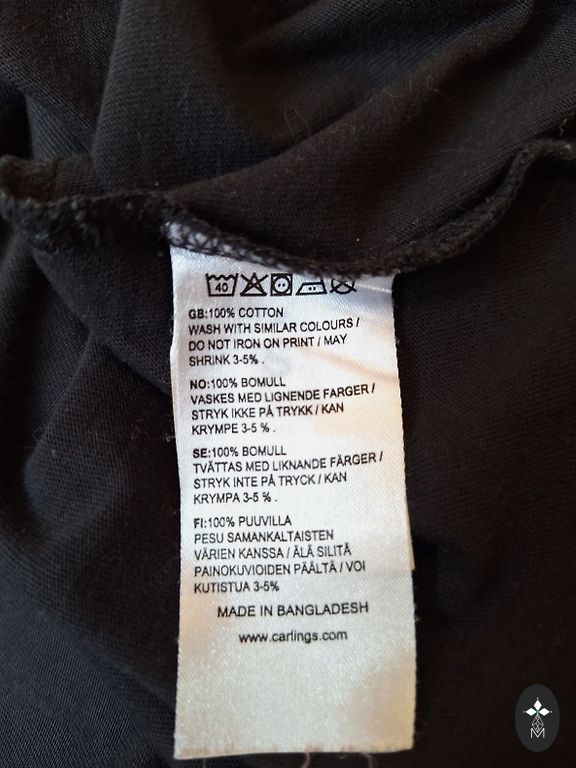 40
GB:100% COTTON
WASH WITH SIMILAR COLOURS /
DO NOT IRON ON PRINT / MAY
SHRINK 3-5% .
NO:100% BOMULL
VASKES MED LIGNENDE FARGER /
STRYK IKKE PÅ TRYKK / KAN
KRYMPE 3-5 % .
SE:100% BOMULL
TVÄTTAS MED LIKNANDE FÄRGER /
STRYK INTE PÅ TRYCK / KAN
KRYMPA 3-5 % .
FI:100% PUUVILLA
PESU SAMANKALTAISTEN
VÄRIEN KANSSA / ÄLÄ SILITÄ
PAINOKUVIOIDEN PÄÄLTÄ / VOI
KUTISTUA 3-5%
MADE IN BANGLADESH
www.carlings.com
M